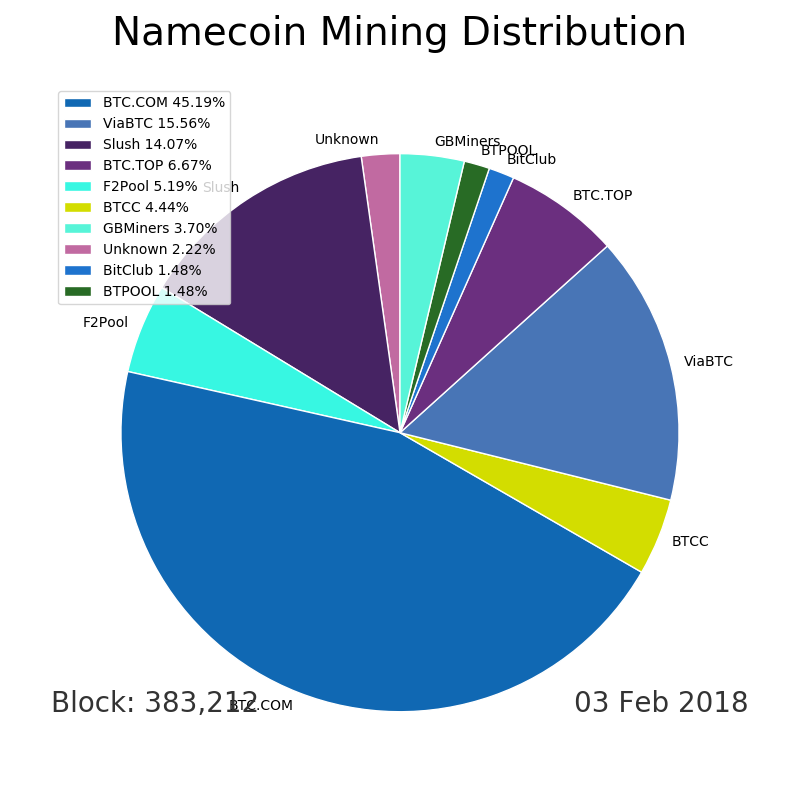 Namecoin Mining Distribution
BTC.COM 45.19%
ViaBTC 15.56%
Slush 14.07%
BTC.TOP 6.67%
F2Pool 5.19%
BTCC 4.44%
GBMiners 3.70%
Unknown 2.22%
BitClub 1.48%
BTPOOL 1.48%
Unknown
GBMiners
BTPOOL
BitClub
Slush
BTC.TOP
F2Pool
ViaBTC
BTCC
Block: 383,212
BTC.COM
03 Feb 2018